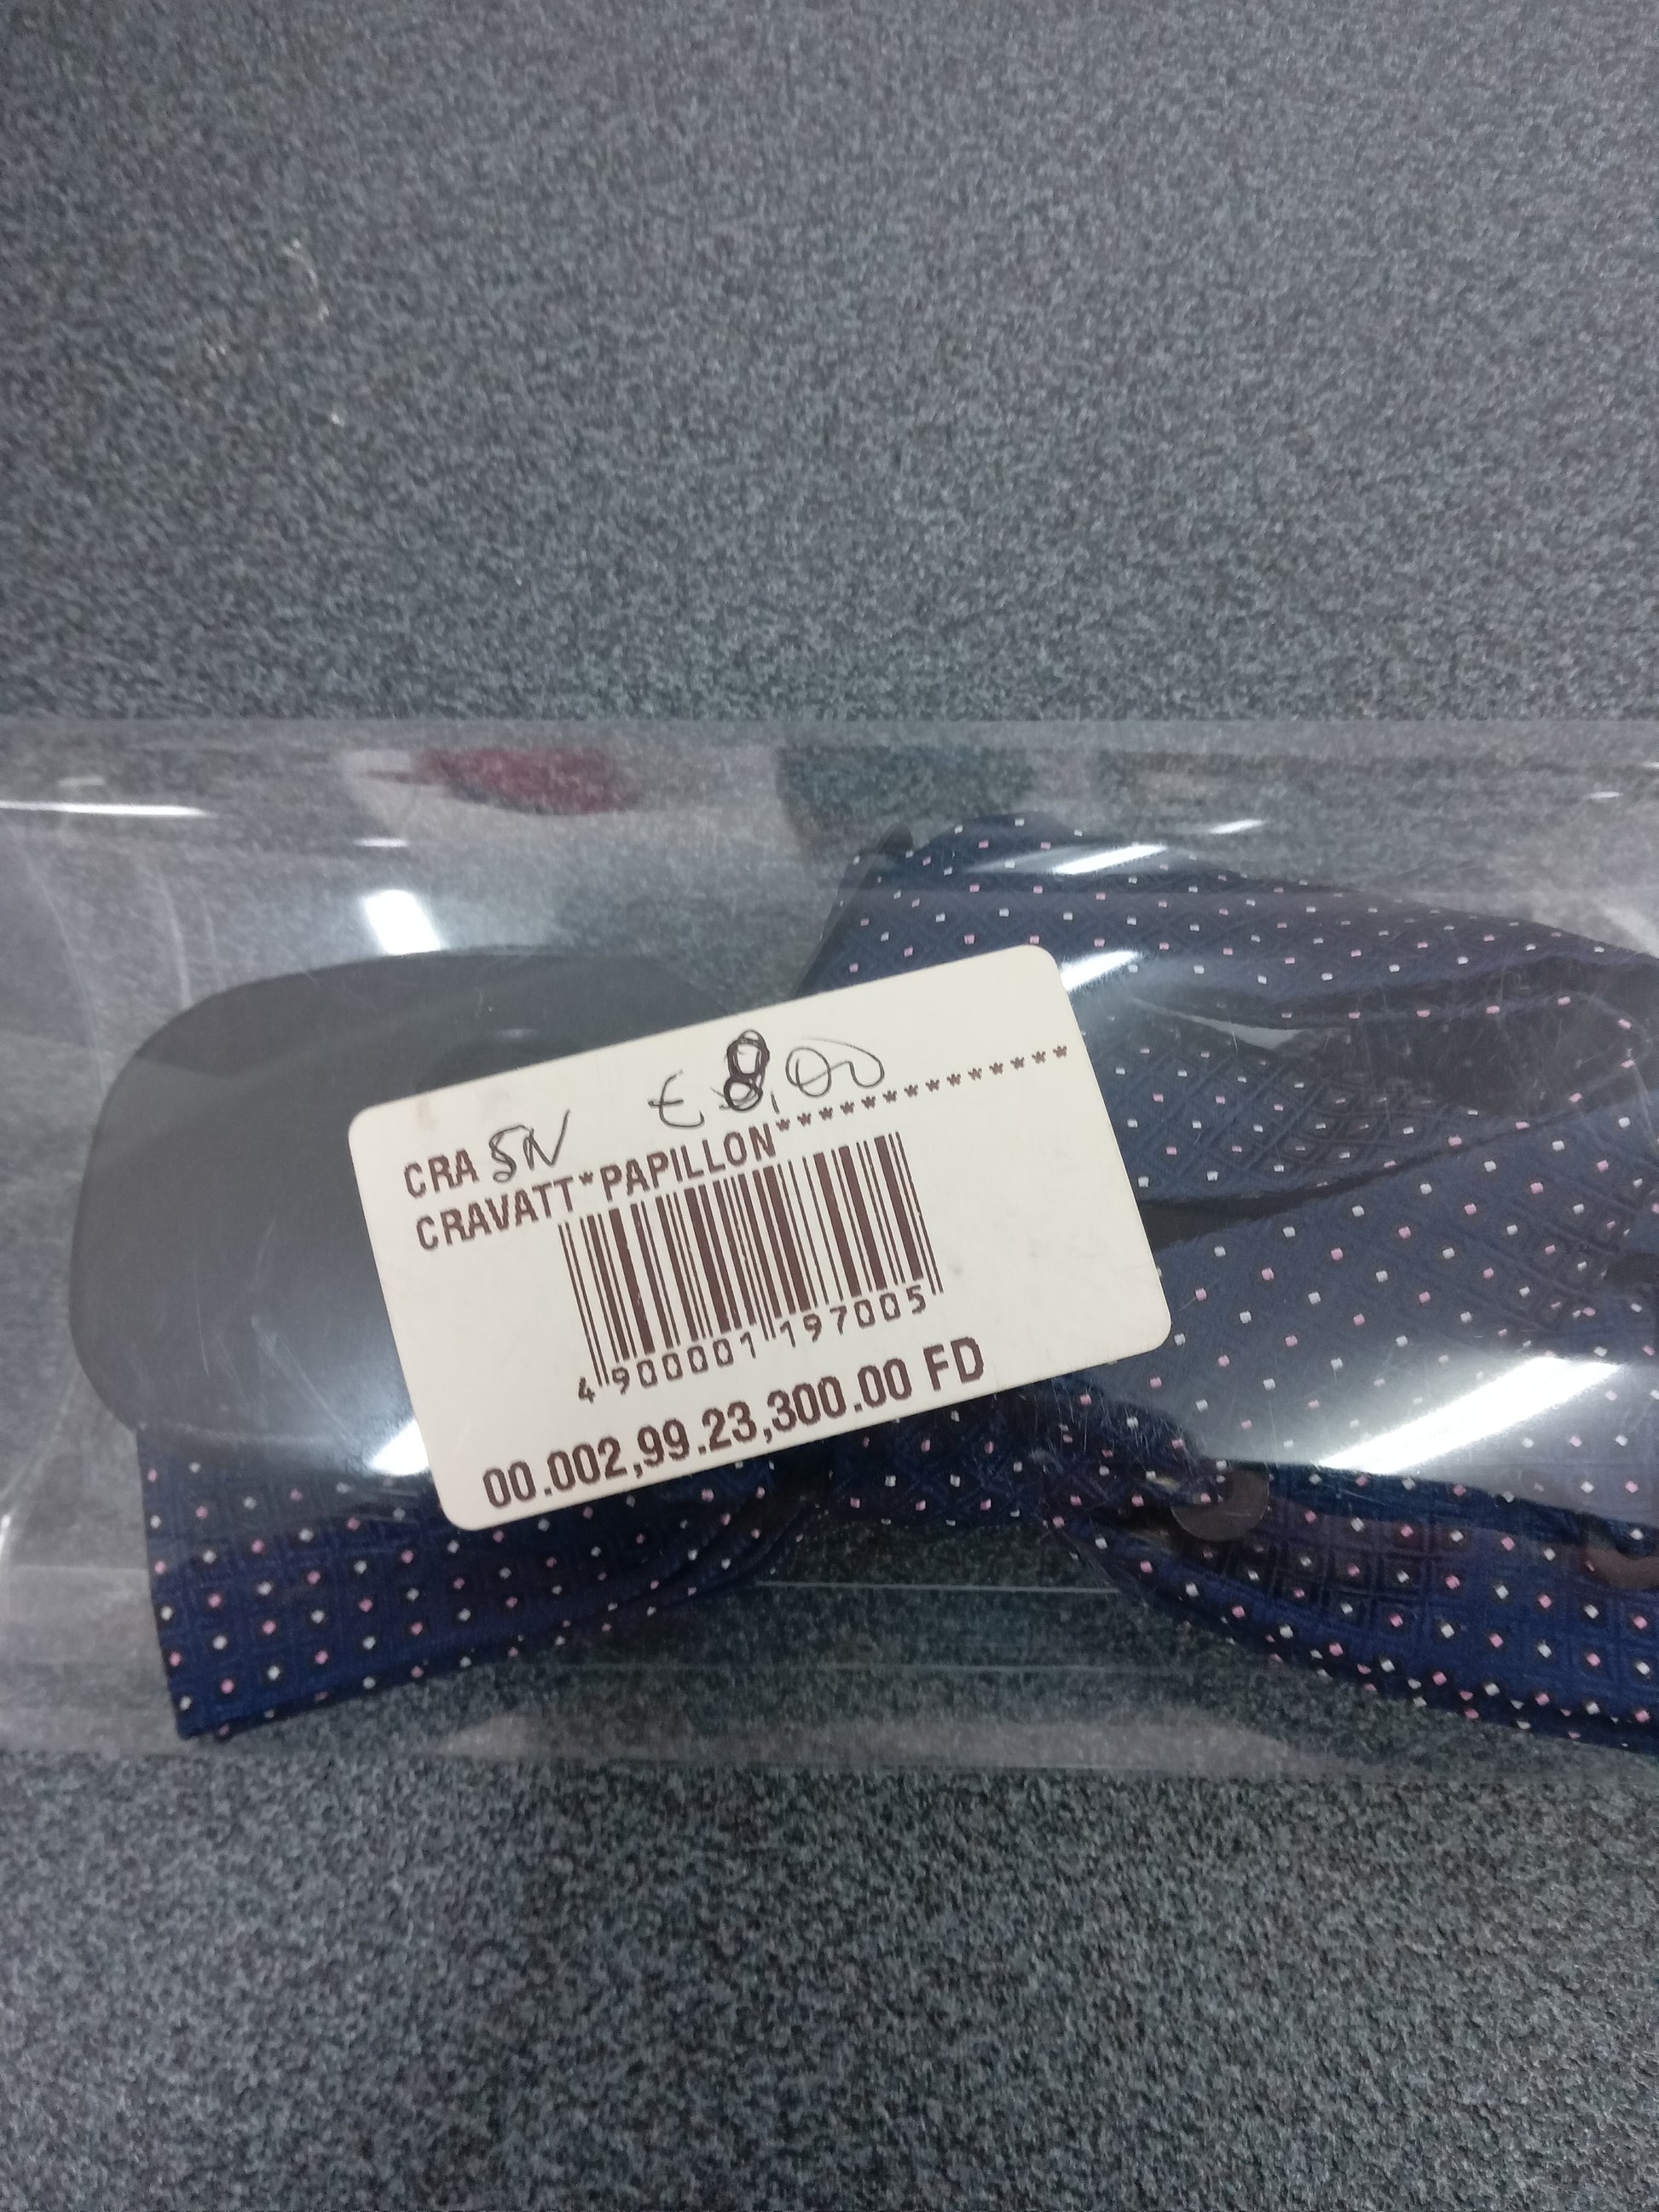 € 8,00
CRA SN
CRAVATT*PAPILLON**************
4 900001 197005
00.002,99.23,300.00 FD